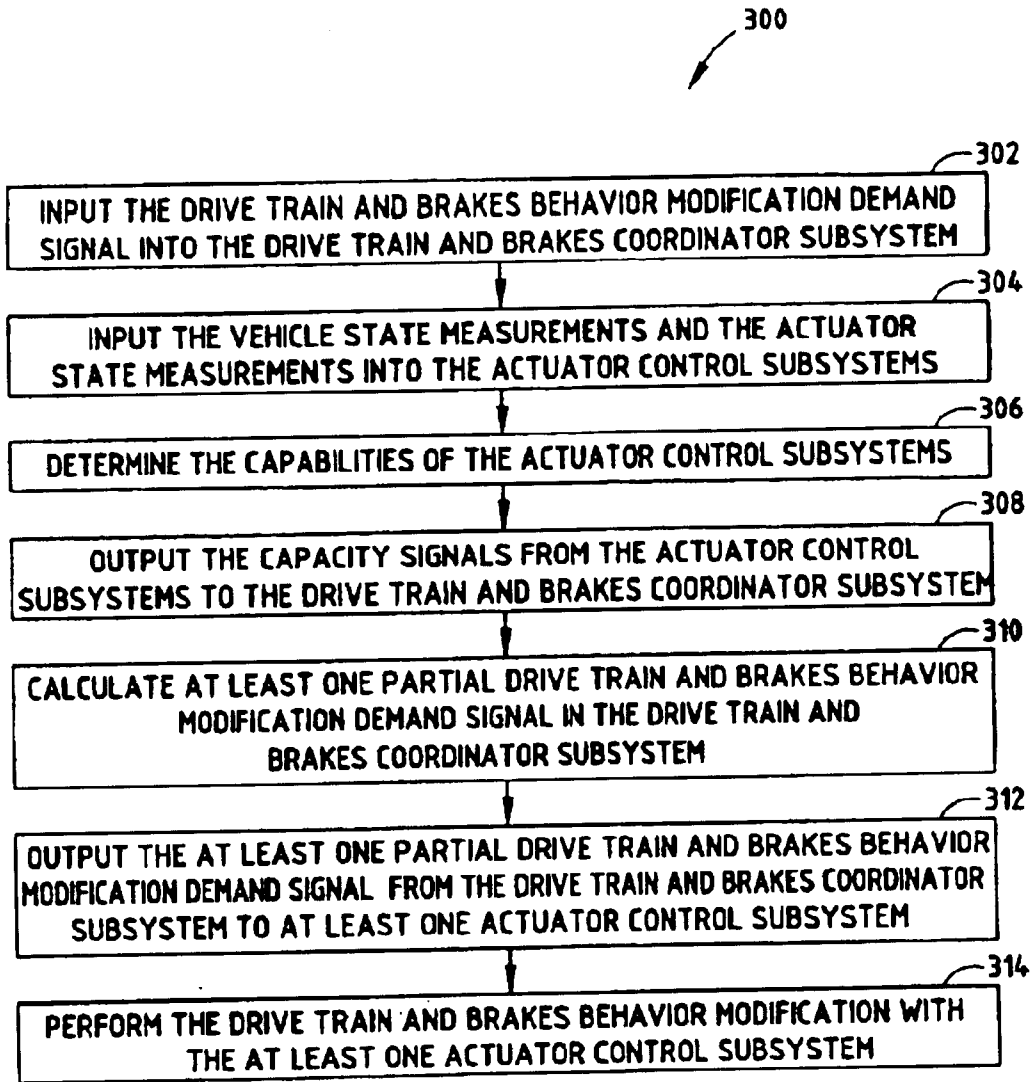 300
302
INPUT THE DRIVE TRAIN AND BRAKES BEHAVIOR MODIFICATION DEMAND
SIGNAL INTO THE DRIVE TRAIN AND BRAKES COORDINATOR SUBSYSTEM
304
INPUT THE VEHICLE STATE MEASUREMENTS AND THE ACTUATOR
STATE MEASUREMENTS INTO THE ACTUATOR CONTROL SUBSYSTEMS
306
DETERMINE THE CAPABILITIES OF THE ACTUATOR CONTROL SUBSYSTEMS
308
OUTPUT THE CAPACITY SIGNALS FROM THE ACTUATOR CONTROL
SUBSYSTEMS TO THE DRIVE TRAIN AND BRAKES COORDINATOR SUBSYSTEM
310
CALCULATE AT LEAST ONE PARTIAL DRIVE TRAIN AND BRAKES BEHAVIOR
MODIFICATION DEMAND SIGNAL IN THE DRIVE TRAIN AND
BRAKES COORDINATOR SUBSYSTEM
312
OUTPUT THE AT LEAST ONE PARTIAL DRIVE TRAIN AND BRAKES BEHAVIOR
MODIFICATION DEMAND SIGNAL FROM THE DRIVE TRAIN AND BRAKES COORDINATOR
SUBSYSTEM TO AT LEAST ONE ACTUATOR CONTROL SUBSYSTEM
314
PERFORM THE DRIVE TRAIN AND BRAKES BEHAVIOR MODIFICATION WITH
THE AT LEAST ONE ACTUATOR CONTROL SUBSYSTEM